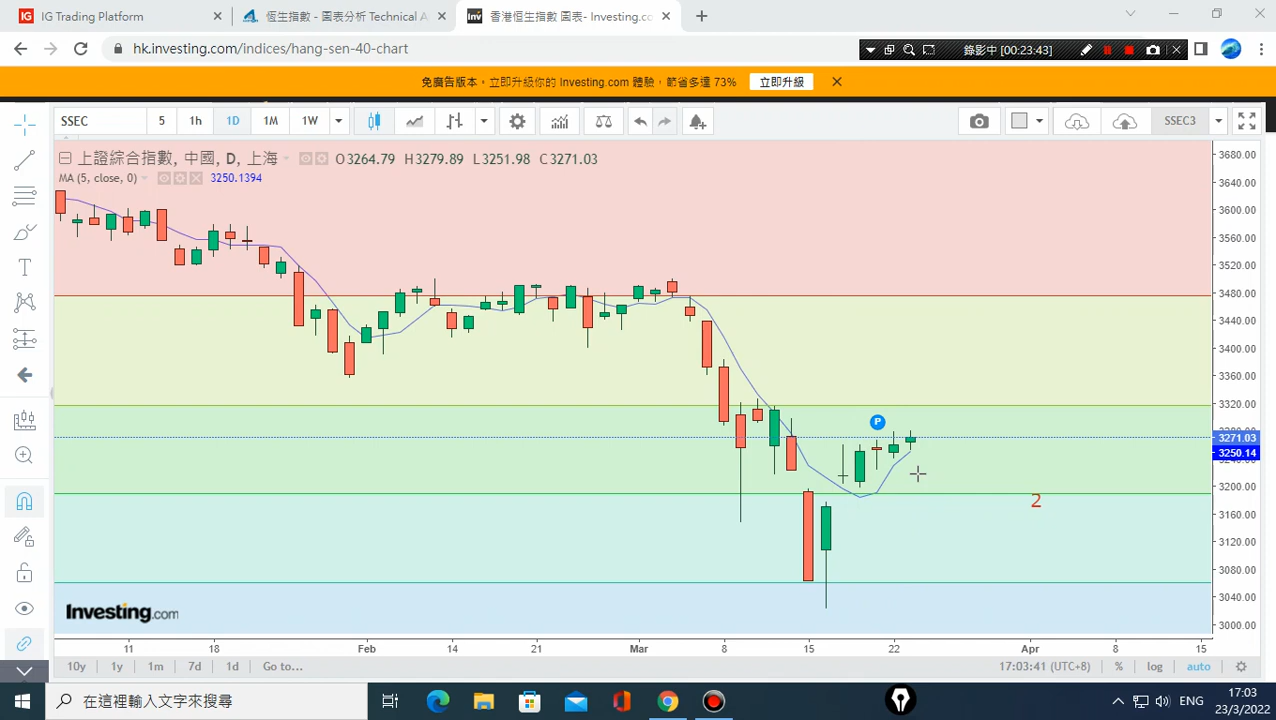 IG Trading Platform
恆生指數 - 圖表分析 Technical A
香港恒生指數 圖表- Investing.co
hk.investing.com/indices/hang-sen-40-chart
錄影中 [00:23:43]
免廣告版本。立即升級你的 Investing.com 體驗，節省多達 73%
立即升級
SSEC
5
1h
1D
1M
1W
SSEC3
上證綜合指數, 中國, D, 上海
O3264.79 H3279.89 L3251.98 C3271.03
MA (5, close, 0)
3250.1394
3680.00
3640.00
3600.00
3560.00
3520.00
3480.00
3440.00
3400.00
3360.00
3320.00
3271.03
3250.14
3200.00
3160.00
3120.00
3080.00
3040.00
3000.00
P
2
Investing.com
11
18
Feb
14
21
Mar
8
15
22
Apr
8
15
10y
1y
1m
7d
1d
Go to...
17:03:41 (UTC+8)
%
log
auto
在這裡輸入文字來搜尋
ENG
17:03
23/3/2022